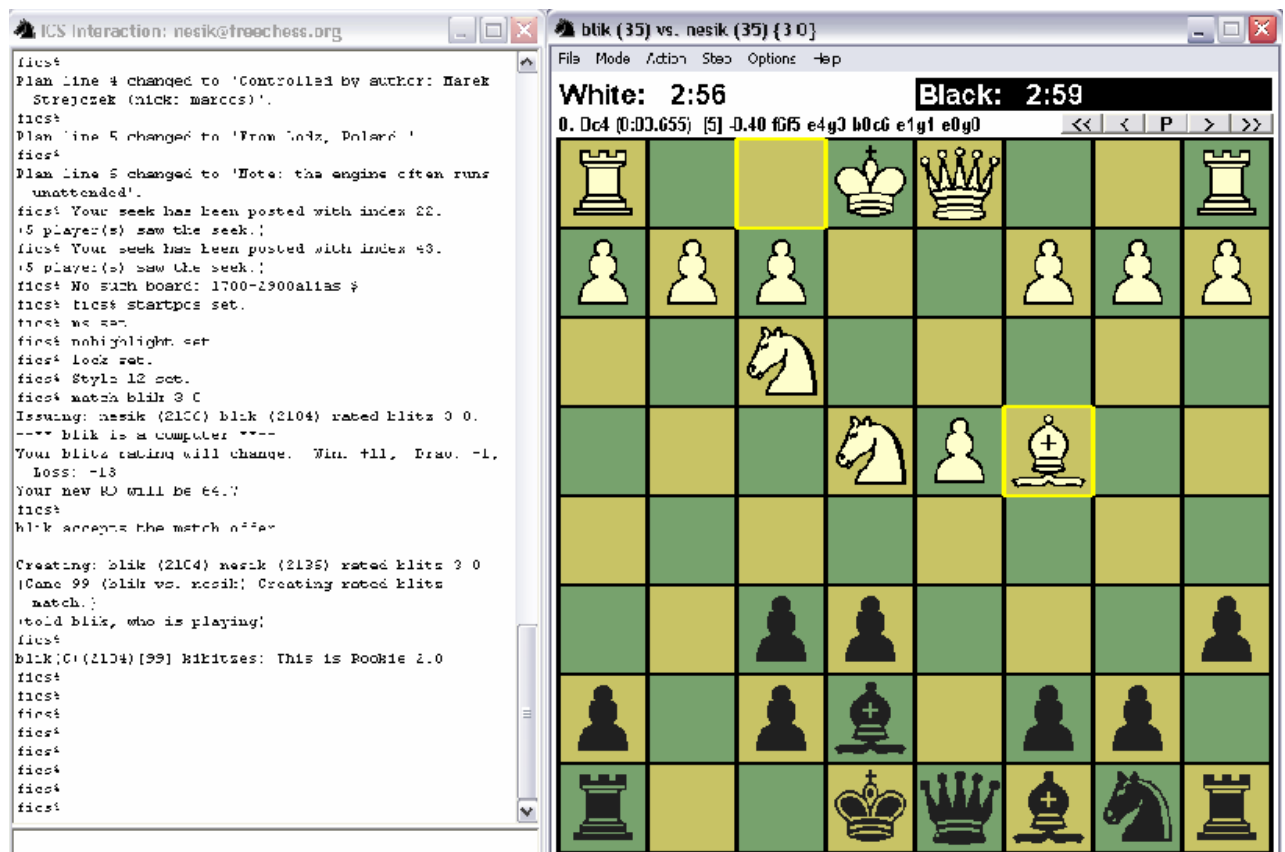 ICS Interaction: nesik@freechess.org
fics%
Plan line 4 changed to 'Controlled by author: Marek
Strejczek (nick: marccs)'.
fics%
Plan line 5 changed to 'From Lodz, Poland.'
fics%
Plan line 6 changed to 'Note: the engine often runs
unattended'.
fics% Your seek has been posted with index 22.
(5 player(s) saw the seek.)
fics% Your seek has been posted with index 43.
(5 player(s) saw the seek.)
fics% No such board: 1700-2900alias $
fics% fics% startpos set.
fics% ms set.
fics% nohighlight set.
fics% lock set.
fics% Style 12 set.
fics% match blik 3 0
Issuing: nesik (2136) blik (2104) rated blitz 3 0.
---- blik is a computer ----
Your blitz rating will change. Win: +11, Draw: -1,
Loss: -13
Your new RD will be 64.7
fics%
blik accepts the match offer.
Creating: blik (2104) nesik (2136) rated blitz 3 0
{Game 99 (blik vs. nesik) Creating rated blitz
match.}
(told blik, who is playing)
fics%
blik(C)(2104)[99] kibitzes: This is Rookie 2.0
fics%
fics%
fics%
fics%
fics%
fics%
fics%
blik (35) vs. nesik (35) {3 0}
File Mode Action Step Options Help
White: 2:56 Black: 2:59
0. Bc4 (0:03.655) [5] -0.40 f6f5 e4g3 b0c6 e1g1 e0g0 << < P > >>